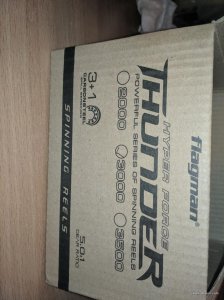 flagman
HYPER FORCE
THUNDER
POWERFUL SERIES OF SPINNING REELS
2000
3000
3500
3+1
SPINNING REELS
5.0:1